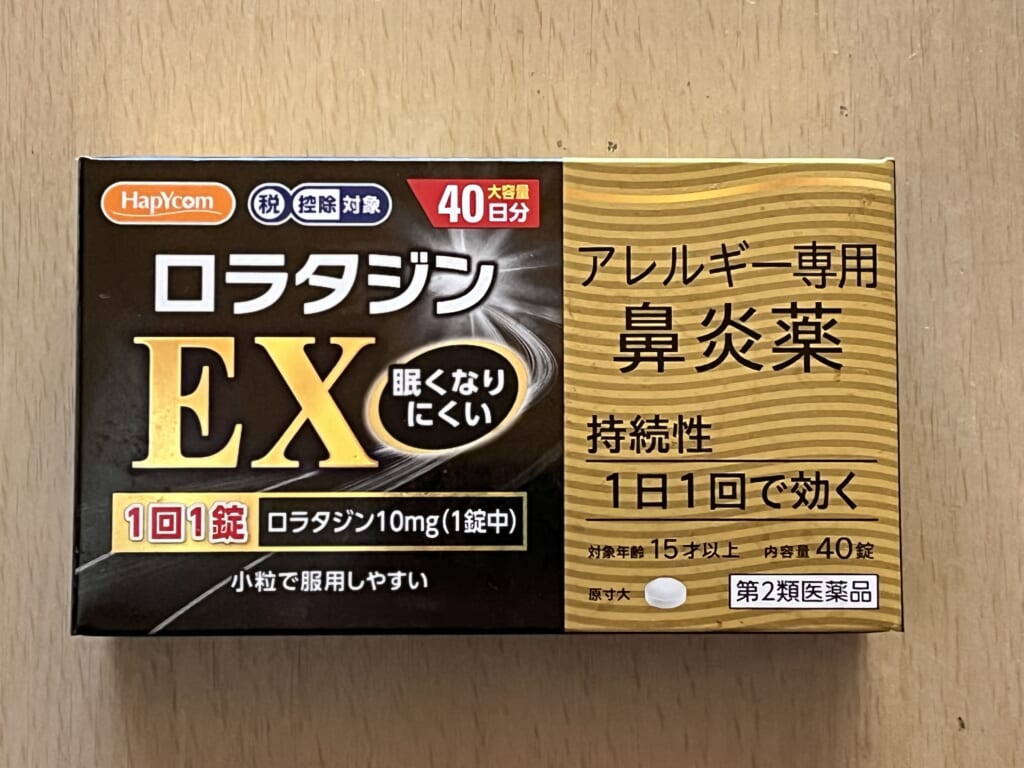 HapYcom
税 控除対象
大容量
40日分
ロラタジン
EX
眠くなり
にくい
1回1錠
ロラタジン10mg(1錠中)
小粒で服用しやすい
アレルギー専用
鼻炎薬
持続性
1日1回で効く
対象年齢 15才以上 内容量 40錠
原寸大
第2類医薬品